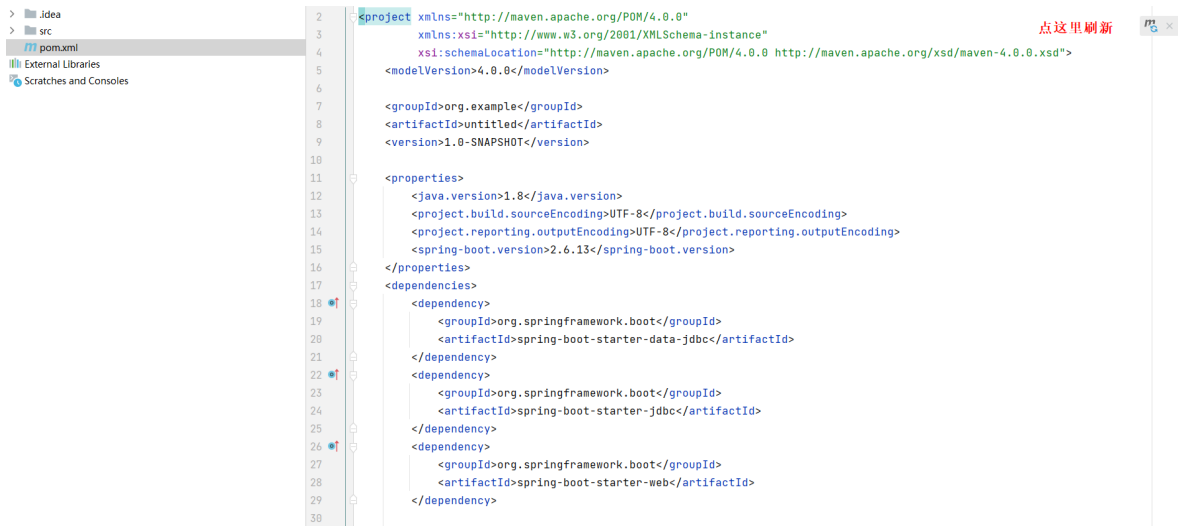 .idea
src
pom.xml
External Libraries
Scratches and Consoles
2 <project xmlns="http://maven.apache.org/POM/4.0.0"
3 xmlns:xsi="http://www.w3.org/2001/XMLSchema-instance"
点这里刷新
4 xsi:schemaLocation="http://maven.apache.org/POM/4.0.0 http://maven.apache.org/xsd/maven-4.0.0.xsd">
5 <modelVersion>4.0.0</modelVersion>
6
7 <groupId>org.example</groupId>
8 <artifactId>untitled</artifactId>
9 <version>1.0-SNAPSHOT</version>
10
11 <properties>
12 <java.version>1.8</java.version>
13 <project.build.sourceEncoding>UTF-8</project.build.sourceEncoding>
14 <project.reporting.outputEncoding>UTF-8</project.reporting.outputEncoding>
15 <spring-boot.version>2.6.13</spring-boot.version>
16 </properties>
17 <dependencies>
18 <dependency>
19 <groupId>org.springframework.boot</groupId>
20 <artifactId>spring-boot-starter-data-jdbc</artifactId>
21 </dependency>
22 <dependency>
23 <groupId>org.springframework.boot</groupId>
24 <artifactId>spring-boot-starter-jdbc</artifactId>
25 </dependency>
26 <dependency>
27 <groupId>org.springframework.boot</groupId>
28 <artifactId>spring-boot-starter-web</artifactId>
29 </dependency>
30